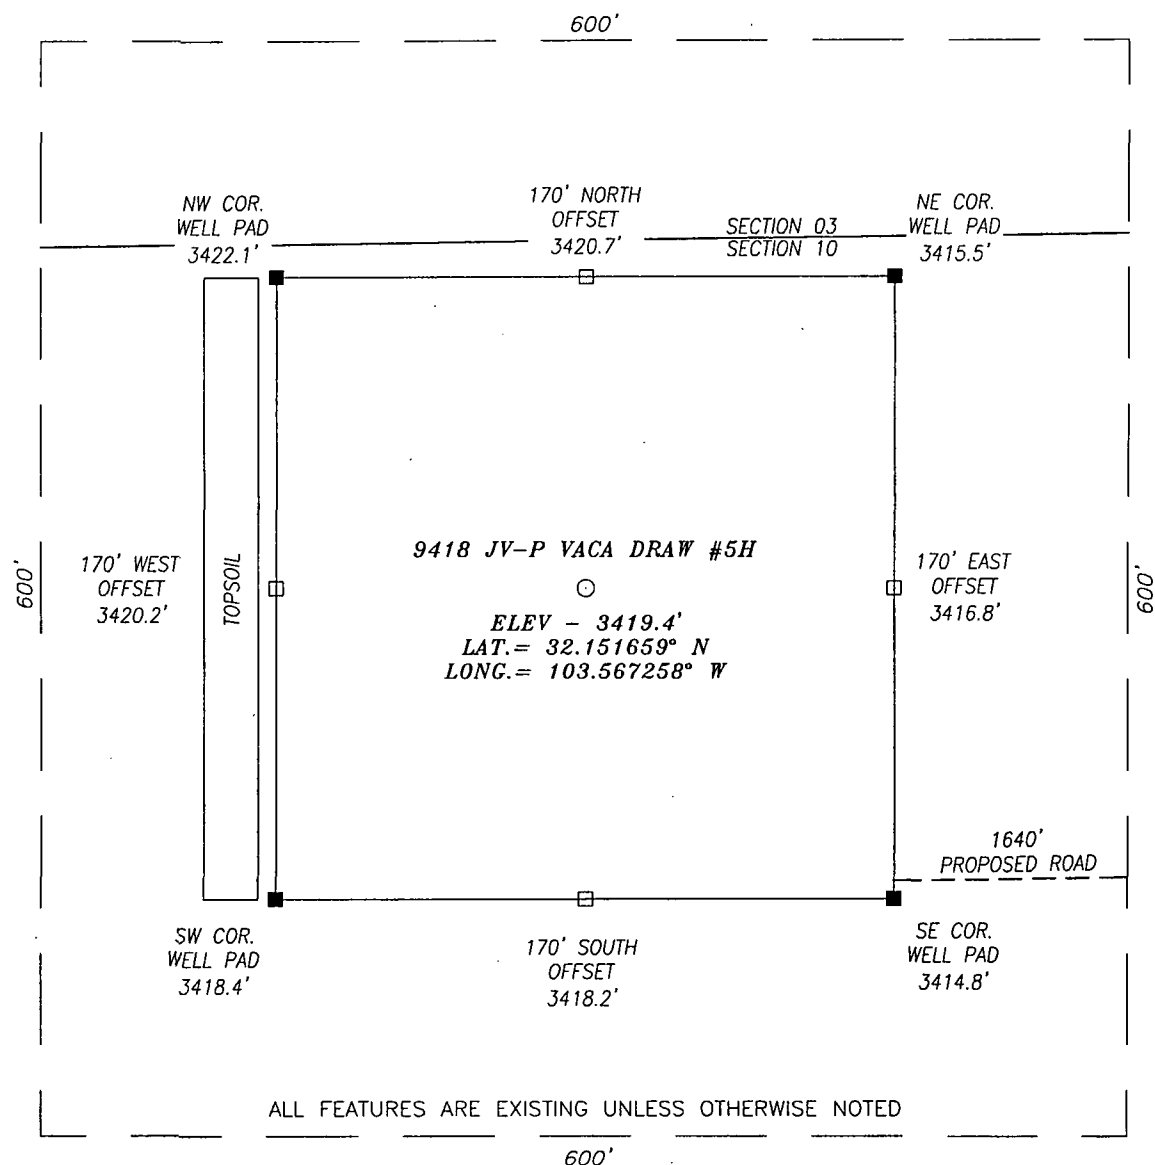 600'
NW COR.
WELL PAD
3422.1'
170' NORTH
OFFSET
3420.7'
SECTION 03
SECTION 10
NE COR.
WELL PAD
3415.5'
600'
170' WEST
OFFSET
3420.2'
TOPSOIL
9418 JV-P VACA DRAW #5H
ELEV - 3419.4'
LAT.= 32.151659° N
LONG.= 103.567258° W
170' EAST
OFFSET
3416.8'
600'
1640'
PROPOSED ROAD
SW COR.
WELL PAD
3418.4'
170' SOUTH
OFFSET
3418.2'
SE COR.
WELL PAD
3414.8'
ALL FEATURES ARE EXISTING UNLESS OTHERWISE NOTED
600'